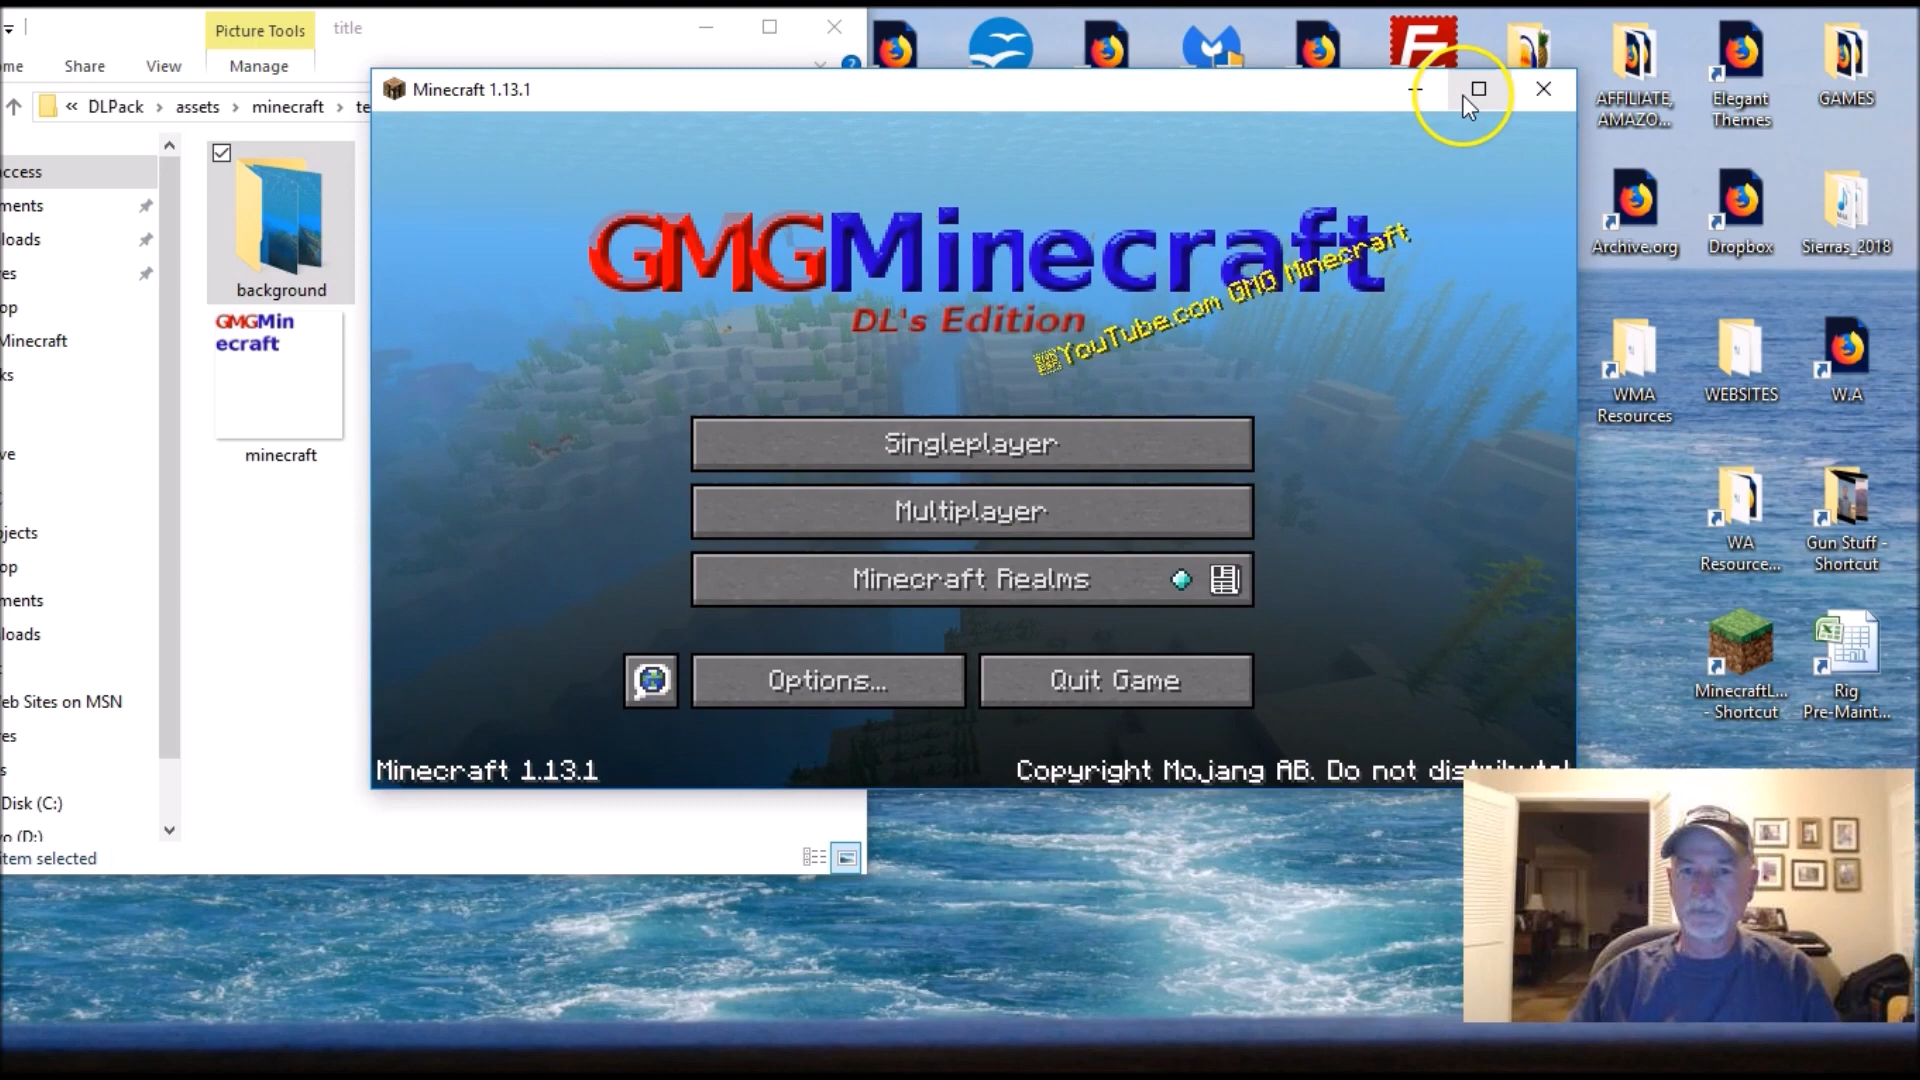 Picture Tools
title
me
Share
View
Manage
« DLPack > assets > minecraft > te
ccess
ments
loads
es
op
Minecraft
ks
ve
jects
op
ments
loads
eb Sites on MSN
es
s
Disk (C:)
vo (D:)
item selected
background
GMGMin
ecraft
minecraft
Minecraft 1.13.1
GMGMinecraft
DL's Edition
YouTube.com GMG Minecraft
Singleplayer
Multiplayer
Minecraft Realms
Options...
Quit Game
Minecraft 1.13.1
Copyright Mojang AB. Do not distribute!
AFFILIATE,
AMAZO...
Elegant
Themes
GAMES
Archive.org
Dropbox
Sierras_2018
WMA
Resources
WEBSITES
W.A
WA
Resource...
Gun Stuff -
Shortcut
MinecraftL...
- Shortcut
Rig
Pre-Maint...